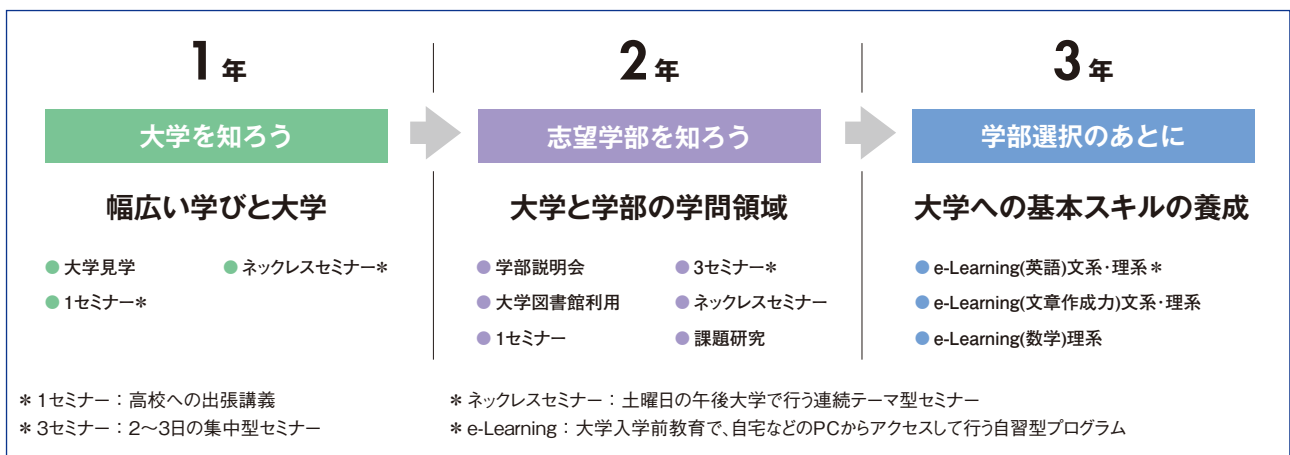 1年
大学を知ろう
幅広い学びと大学
● 大学見学
● ネックレスセミナー*
● 1セミナー*
2年
志望学部を知ろう
大学と学部の学問領域
● 学部説明会
● 3セミナー*
● 大学図書館利用
● ネックレスセミナー
● 1セミナー
● 課題研究
3年
学部選択のあとに
大学への基本スキルの養成
● e-Learning(英語)文系・理系*
● e-Learning(文章作成力)文系・理系
● e-Learning(数学)理系
* 1セミナー：高校への出張講義
* 3セミナー：2〜3日の集中型セミナー
* ネックレスセミナー：土曜日の午後大学で行う連続テーマ型セミナー
* e-Learning：大学入学前教育で、自宅などのPCからアクセスして行う自習型プログラム